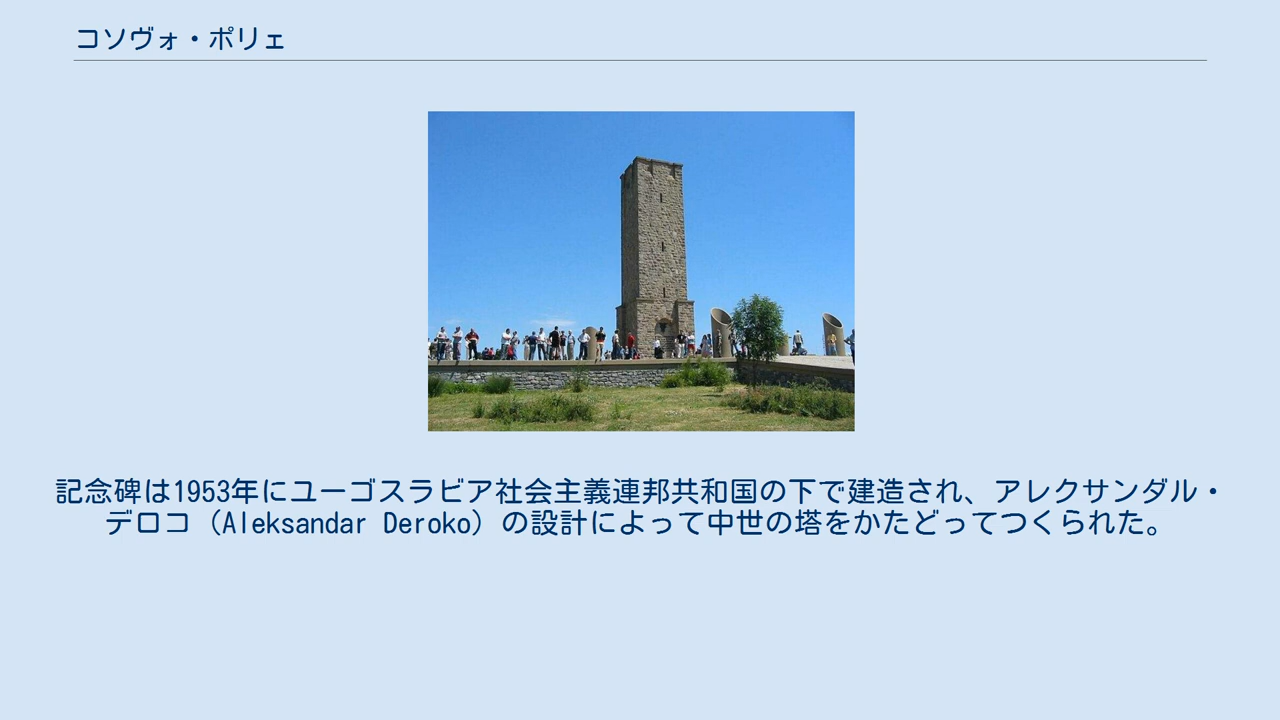 コソヴォ・ポリェ
記念碑は1953年にユーゴスラビア社会主義連邦共和国の下で建造され、アレクサンダル・
デロコ（Aleksandar Deroko）の設計によって中世の塔をかたどってつくられた。